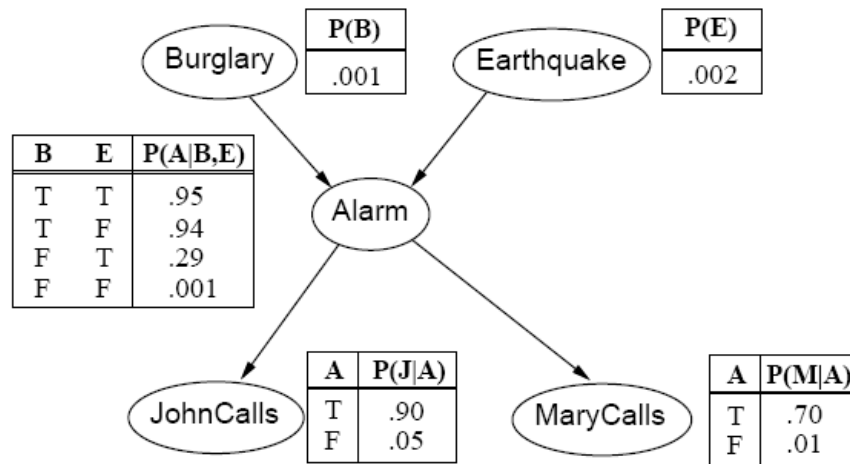 Burglary
P(B)
.001
Earthquake
P(E)
.002
B E P(A|B,E)
T T .95
T F .94
F T .29
F F .001
Alarm
JohnCalls
A P(J|A)
T .90
F .05
MaryCalls
A P(M|A)
T .70
F .01